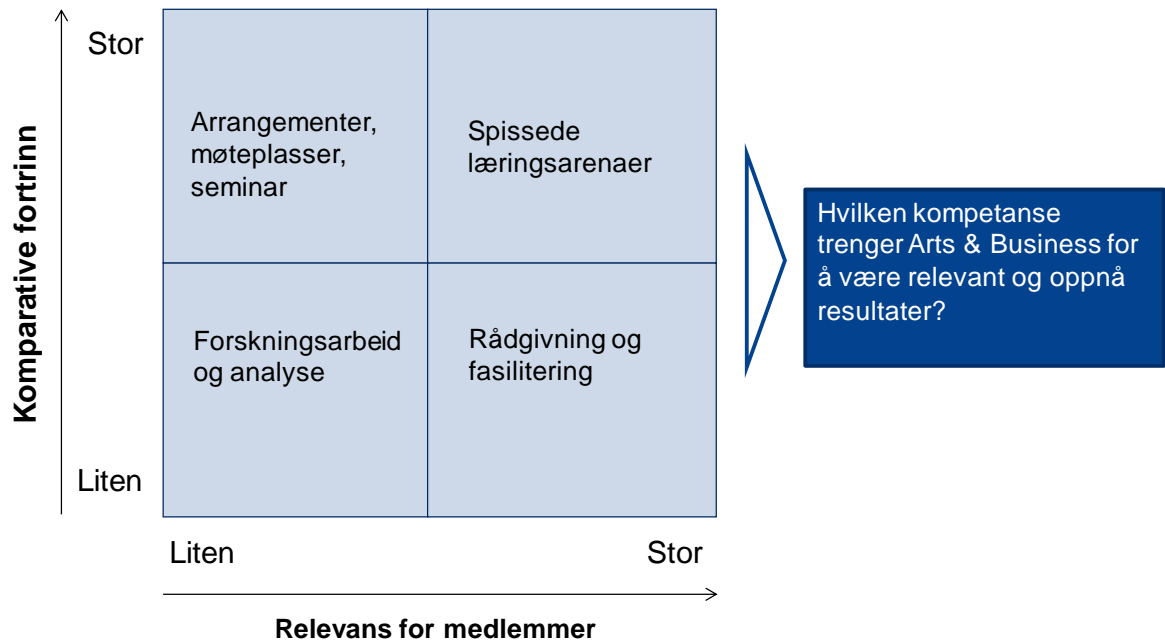 Komparative fortrinn
Stor
Liten
Arrangementer,
møteplasser,
seminar
Spissede
læringsarenaer
Forskningsarbeid
og analyse
Rådgivning og
fasilitering
Liten
Stor
Relevans for medlemmer
Hvilken kompetanse
trenger Arts & Business for
å være relevant og oppnå
resultater?